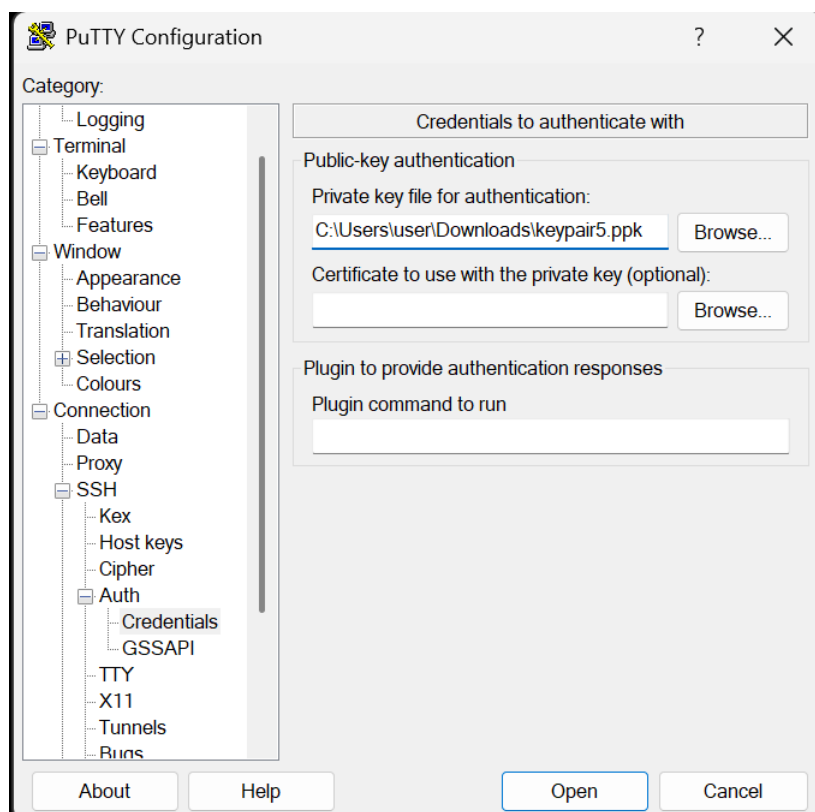 PuTTY Configuration
?
Category:
Logging
Terminal
Keyboard
Bell
Features
Window
Appearance
Behaviour
Translation
Selection
Colours
Connection
Data
Proxy
SSH
Kex
Host keys
Cipher
Auth
Credentials
GSSAPI
TTY
X11
Tunnels
Bugs
Credentials to authenticate with
Public-key authentication
Private key file for authentication:
C:\Users\user\Downloads\keypair5.ppk Browse...
Certificate to use with the private key (optional):
Browse...
Plugin to provide authentication responses
Plugin command to run
About Help Open Cancel